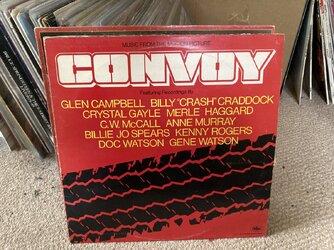 MUSIC FROM THE MOTION PICTURE
CONVOY
Featuring Recordings By
GLEN CAMPBELL BILLY "CRASH" CRADDOCK
CRYSTAL GAYLE MERLE HAGGARD
C.W. McCALL ANNE MURRAY
BILLIE JO SPEARS KENNY ROGERS
DOC WATSON GENE WATSON